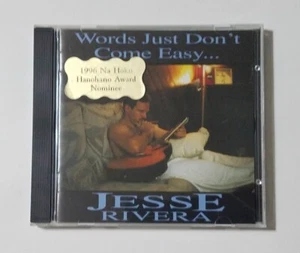 Words Just Don't
Come Easy...
1996 Na Hoku
Hanohano Award
Nominee
JESSE
RIVERA